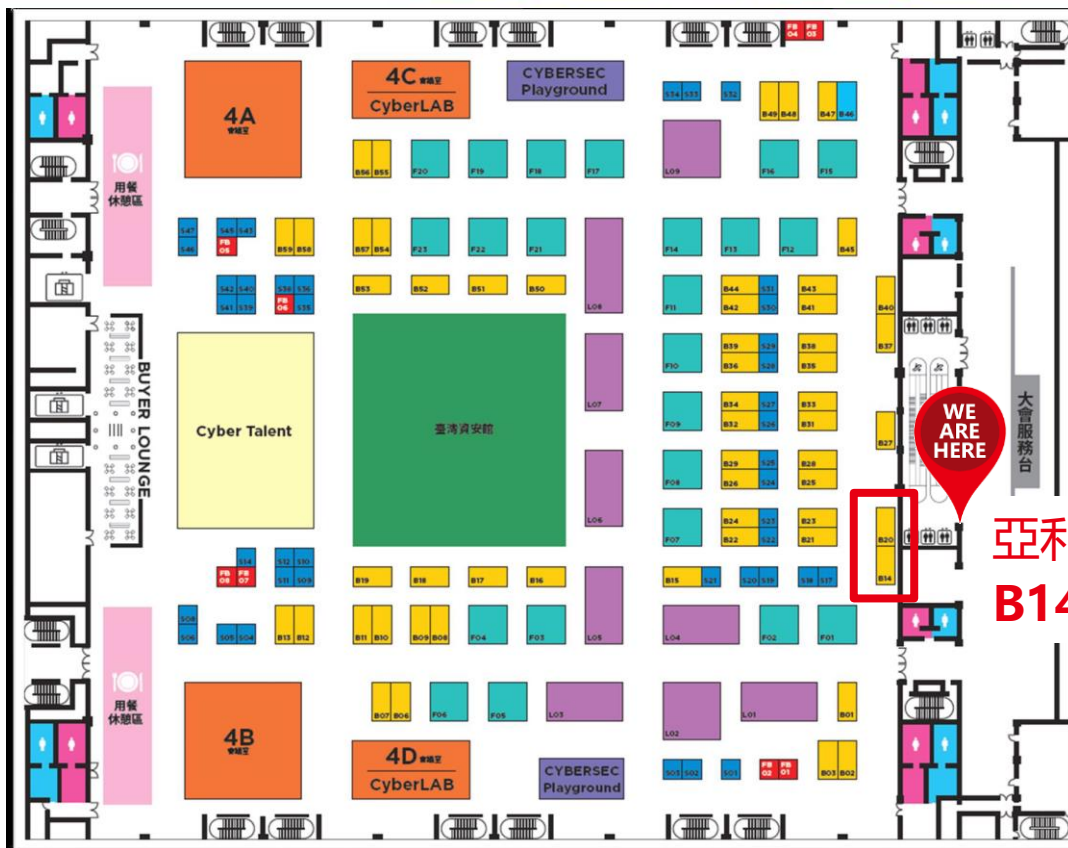 FB 04
FB 03
4A 會議室
4C 會議室
CyberLAB
CYBERSEC
Playground
S34 S33
S32
B49 B48
B47 B46
用餐
休憩區
B56 B55
F20
F19
F18
F17
L09
F16
F15
S47
S46
S45 S43
FB 05
B59 B58
B57 B54
F23
F22
F21
L08
F14
F13
F12
B45
S42 S40
S41 S39
S38 S36
FB 06
S35
B53
B52
B51
B50
F11
B44 S31
B42 S30
B43
B41
B40
B37
BUYER LOUNGE
Cyber Talent
臺灣資安館
L07
F10
B39 S29
B36 S28
B38
B35
F09
B34 S27
B32 S26
B33
B31
B27
WE
ARE
HERE
大會服務台
L06
F08
B29 S25
B26 S24
B28
B25
F07
B24 S23
B22 S22
B23
B21
B20
B14
亞利
B14
S14
FB 08
FB 07
S12 S10
S11 S09
B19
B18
B17
B16
B15 S21
S20 S19
S18 S17
S08
S06
S05 S04
B13 B12
B11 B10
B09 B08
F04
F03
L05
L04
F02
F01
用餐
休憩區
4B 會議室
B07 B06
F06
F05
L03
L02
L01
B01
4D 會議室
CyberLAB
CYBERSEC
Playground
S03 S02
S01
FB 02
FB 01
B03 B02